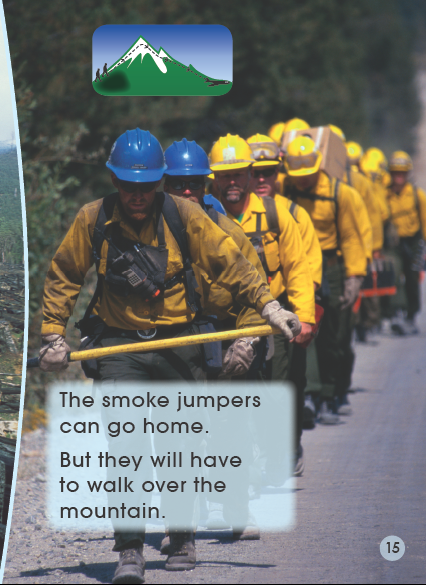 The smoke jumpers
can go home.
But they will have
to walk over the
mountain.
15